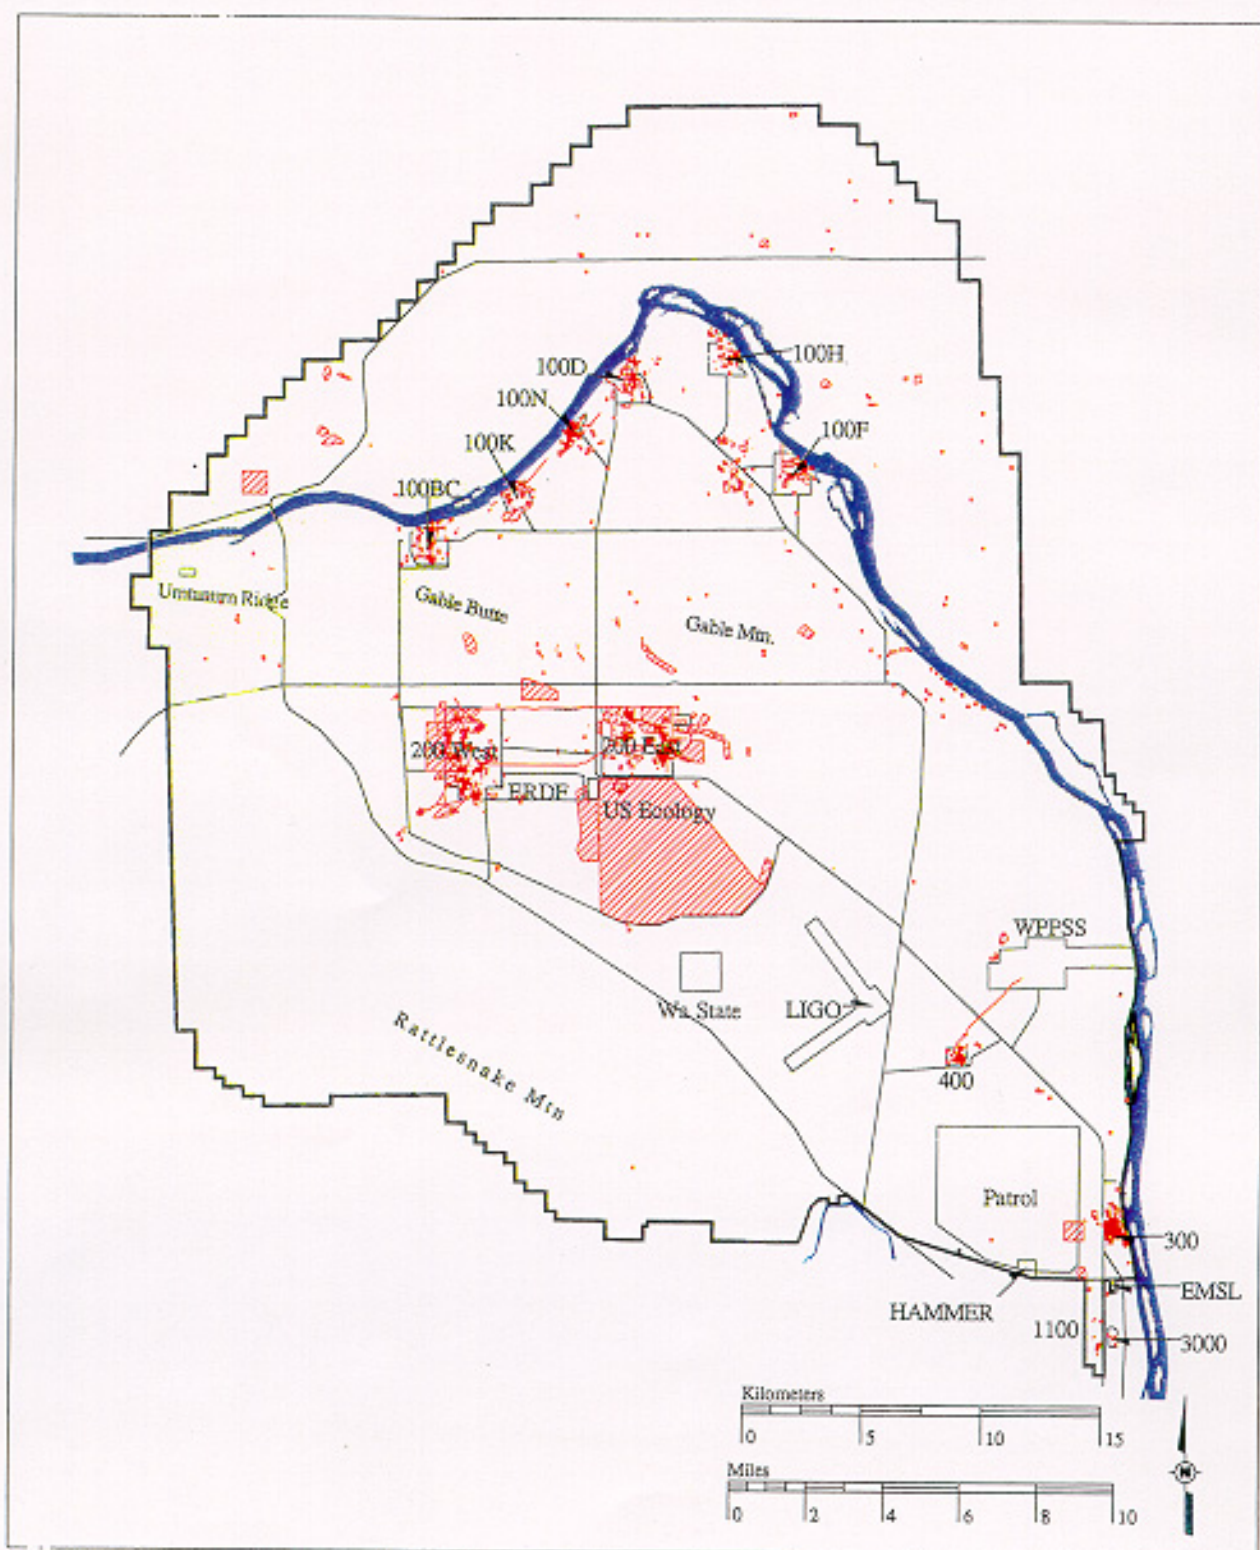 100H
100D
100N
100F
100K
100BC
Umtanum Ridge
Gable Butte
Gable Mtn.
200 West
200 East
ERDF
US Ecology
WPPSS
Wa. State
LIGO
Rattlesnake Mtn
400
Patrol
300
EMSL
HAMMER
1100
3000
Kilometers
0 5 10 15
N
Miles
0 2 4 6 8 10